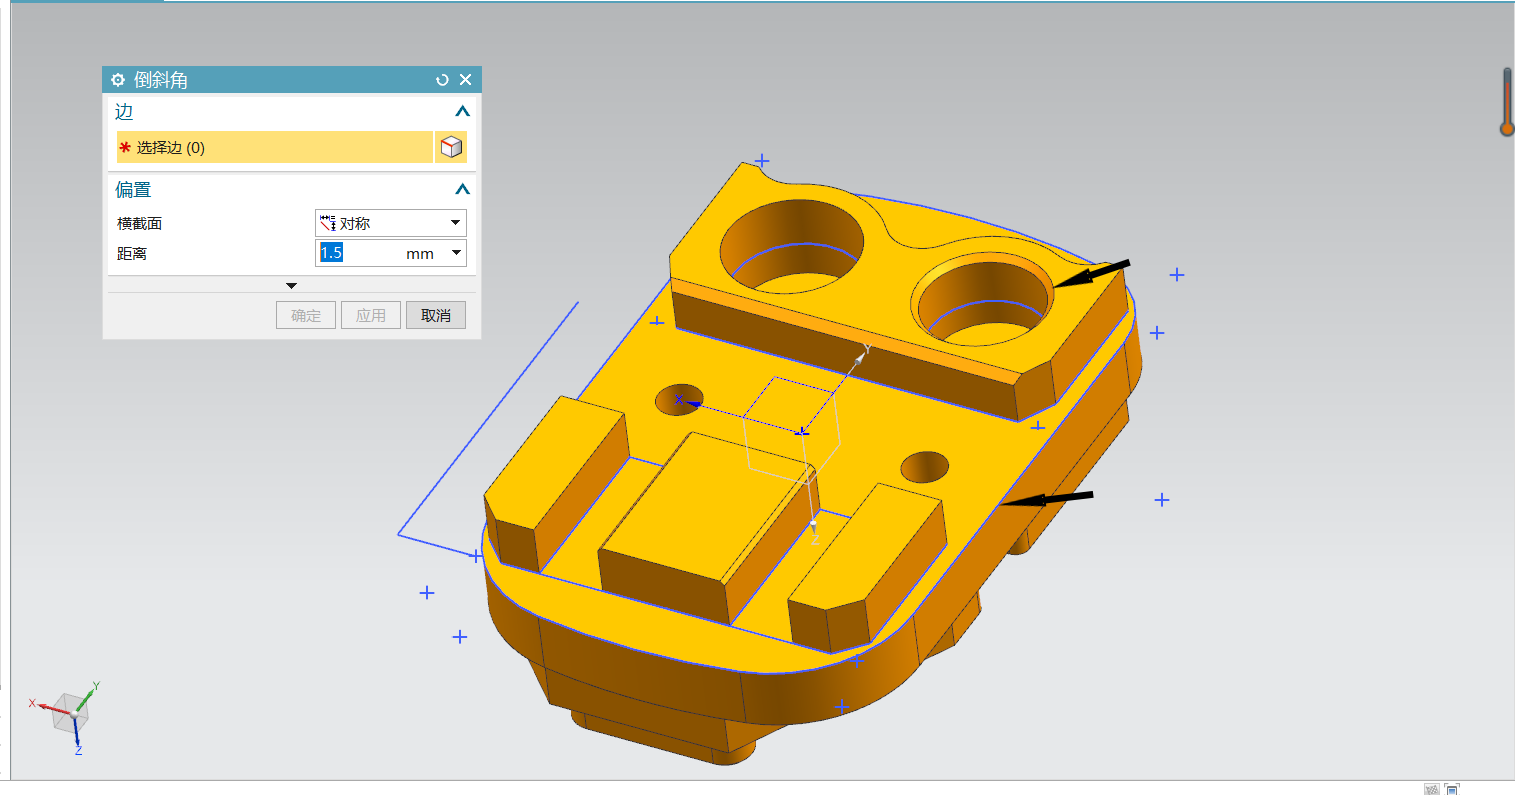 倒斜角
边
* 选择边 (0)
偏置
横截面 对称
距离 1.5 mm
确定 应用 取消
Y
X
Z
Y
X
Z